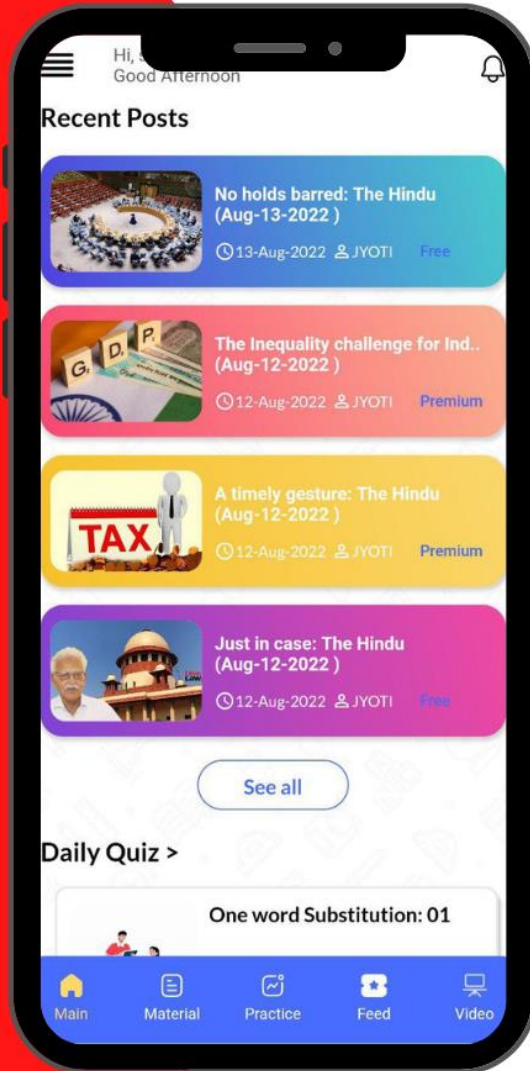 Hi,
Good Afternoon
Recent Posts
No holds barred: The Hindu
(Aug-13-2022 )
13-Aug-2022 JYOTI Free
G D P
The Inequality challenge for Ind..
(Aug-12-2022 )
12-Aug-2022 JYOTI Premium
TAX
A timely gesture: The Hindu
(Aug-12-2022 )
12-Aug-2022 JYOTI Premium
Just in case: The Hindu
(Aug-12-2022 )
12-Aug-2022 JYOTI Free
See all
Daily Quiz >
One word Substitution: 01
Main Material Practice Feed Video